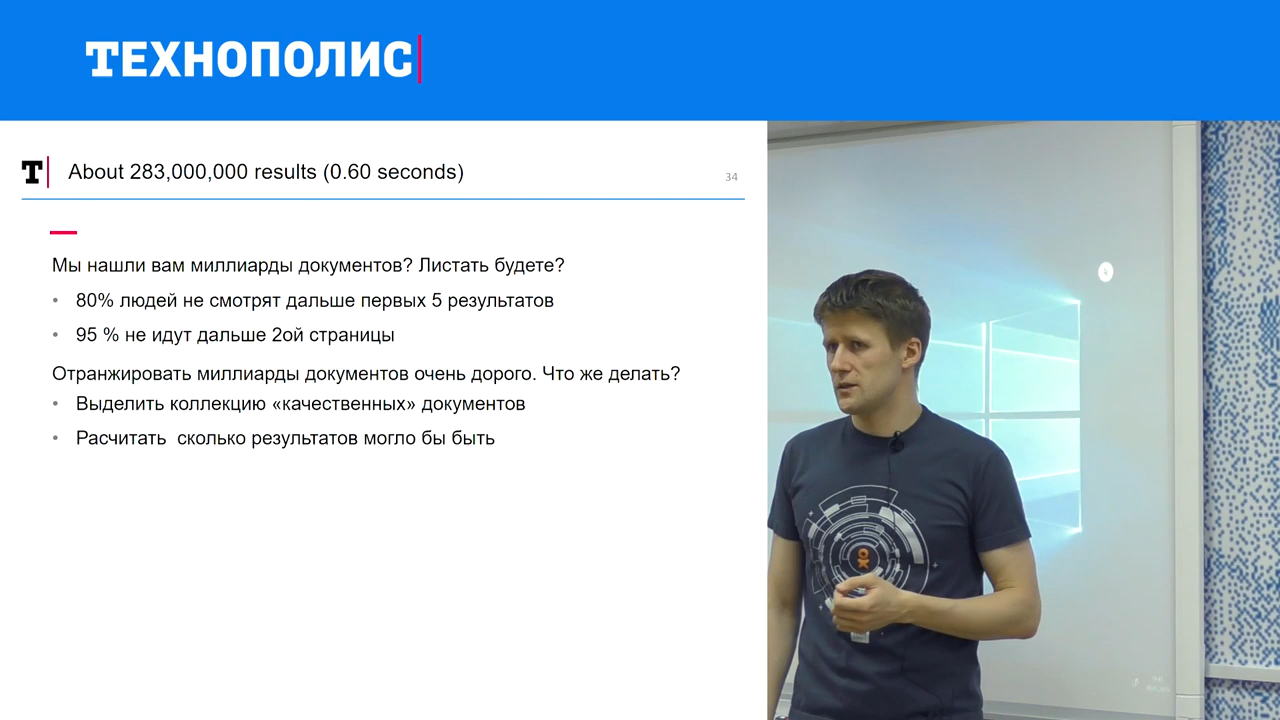 ТЕХНОПОЛИС
T
About 283,000,000 results (0.60 seconds)
34
Мы нашли вам миллиарды документов? Листать будете?
• 80% людей не смотрят дальше первых 5 результатов
• 95 % не идут дальше 2ой страницы
Отранжировать миллиарды документов очень дорого. Что же делать?
• Выделить коллекцию «качественных» документов
• Расчитать сколько результатов могло бы быть